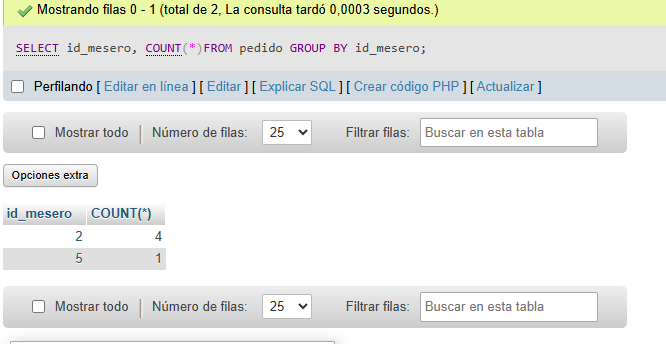 Mostrando filas 0 - 1 (total de 2, La consulta tardó 0,0003 segundos.)
SELECT id_mesero, COUNT(*)FROM pedido GROUP BY id_mesero;
Perfilando [ Editar en línea ] [ Editar ] [ Explicar SQL ] [ Crear código PHP ] [ Actualizar ]
Mostrar todo | Número de filas: 25 Filtrar filas: Buscar en esta tabla
Opciones extra
id_mesero COUNT(*)
2 4
5 1
Mostrar todo | Número de filas: 25 Filtrar filas: Buscar en esta tabla